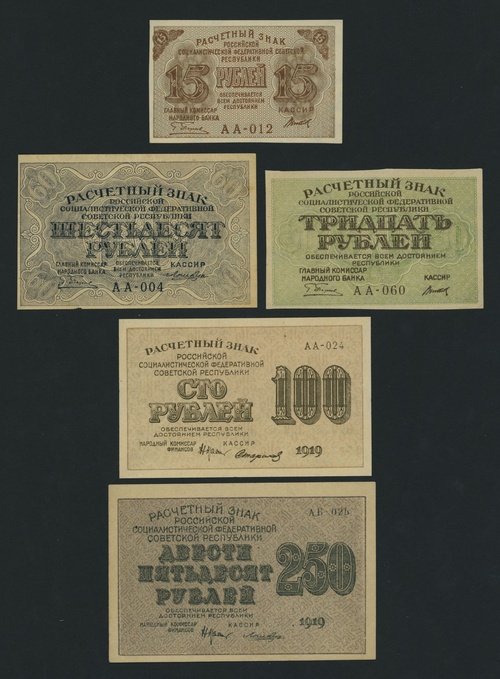 РАСЧЕТНЫЙ ЗНАК
РОССИЙСКОЙ
СОЦИАЛИСТИЧЕСКОЙ ФЕДЕРАТИВНОЙ СОВЕТСКОЙ
РЕСПУБЛИКИ
15 РУБЛЕЙ 15
ОБЕСПЕЧИВАЕТСЯ
ВСЕМ ДОСТОЯНИЕМ
РЕСПУБЛИКИ
ГЛАВНЫЙ КОМИССАР
НАРОДНОГО БАНКА
КАССИР
АА-012
60 60
РАСЧЕТНЫЙ ЗНАК
РОССИЙСКОЙ
СОЦИАЛИСТИЧЕСКОЙ ФЕДЕРАТИВНОЙ
СОВЕТСКОЙ РЕСПУБЛИКИ
ШЕСТЬДЕСЯТ
РУБЛЕЙ
ОБЕСПЕЧИВАЕТСЯ
ВСЕМ ДОСТОЯНИЕМ
РЕСПУБЛИКИ
ГЛАВНЫЙ КОМИССАР
НАРОДНОГО БАНКА
КАССИР
АА-004
РАСЧЕТНЫЙ ЗНАК
РОССИЙСКОЙ
СОЦИАЛИСТИЧЕСКОЙ ФЕДЕРАТИВНОЙ
СОВЕТСКОЙ РЕСПУБЛИКИ
ТРИДЦАТЬ
РУБЛЕЙ
ОБЕСПЕЧИВАЕТСЯ ВСЕМ ДОСТОЯНИЕМ
РЕСПУБЛИКИ
ГЛАВНЫЙ КОМИССАР
НАРОДНОГО БАНКА
КАССИР
АА-060
РАСЧЕТНЫЙ ЗНАК
РОССИЙСКОЙ
СОЦИАЛИСТИЧЕСКОЙ ФЕДЕРАТИВНОЙ
СОВЕТСКОЙ РЕСПУБЛИКИ
СТО
РУБЛЕЙ
ОБЕСПЕЧИВАЕТСЯ ВСЕМ
ДОСТОЯНИЕМ РЕСПУБЛИКИ
НАРОДНЫЙ КОМИССАР
ФИНАНСОВ
КАССИР
АА-024
100
1919
РАСЧЕТНЫЙ ЗНАК
РОССИЙСКОЙ
СОЦИАЛИСТИЧЕСКОЙ ФЕДЕРАТИВНОЙ
СОВЕТСКОЙ РЕСПУБЛИКИ
ДВЕСТИ
ПЯТЬДЕСЯТ
РУБЛЕЙ
ОБЕСПЕЧИВАЕТСЯ ВСЕМ
ДОСТОЯНИЕМ РЕСПУБЛИКИ
НАРОДНЫЙ КОМИССАР
ФИНАНСОВ
КАССИР
АБ-025
250
1919